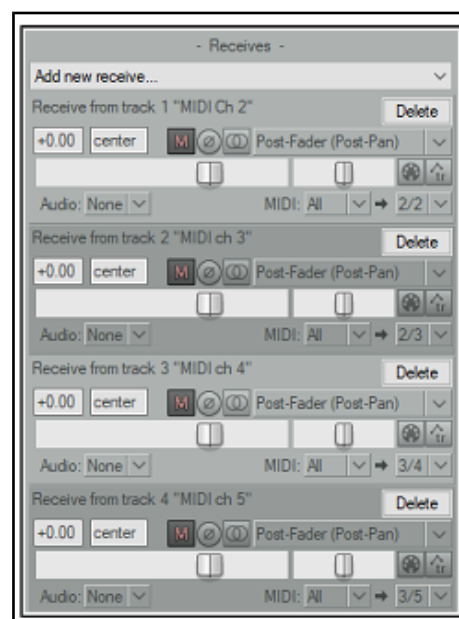 - Receives -
Add new receive...
Receive from track 1 "MIDI Ch 2" Delete
+0.00 center M Post-Fader (Post-Pan)
tr
Audio: None MIDI: All → 2/2
Receive from track 2 "MIDI ch 3" Delete
+0.00 center M Post-Fader (Post-Pan)
tr
Audio: None MIDI: All → 2/3
Receive from track 3 "MIDI ch 4" Delete
+0.00 center M Post-Fader (Post-Pan)
tr
Audio: None MIDI: All → 3/4
Receive from track 4 "MIDI ch 5" Delete
+0.00 center M Post-Fader (Post-Pan)
tr
Audio: None MIDI: All → 3/5